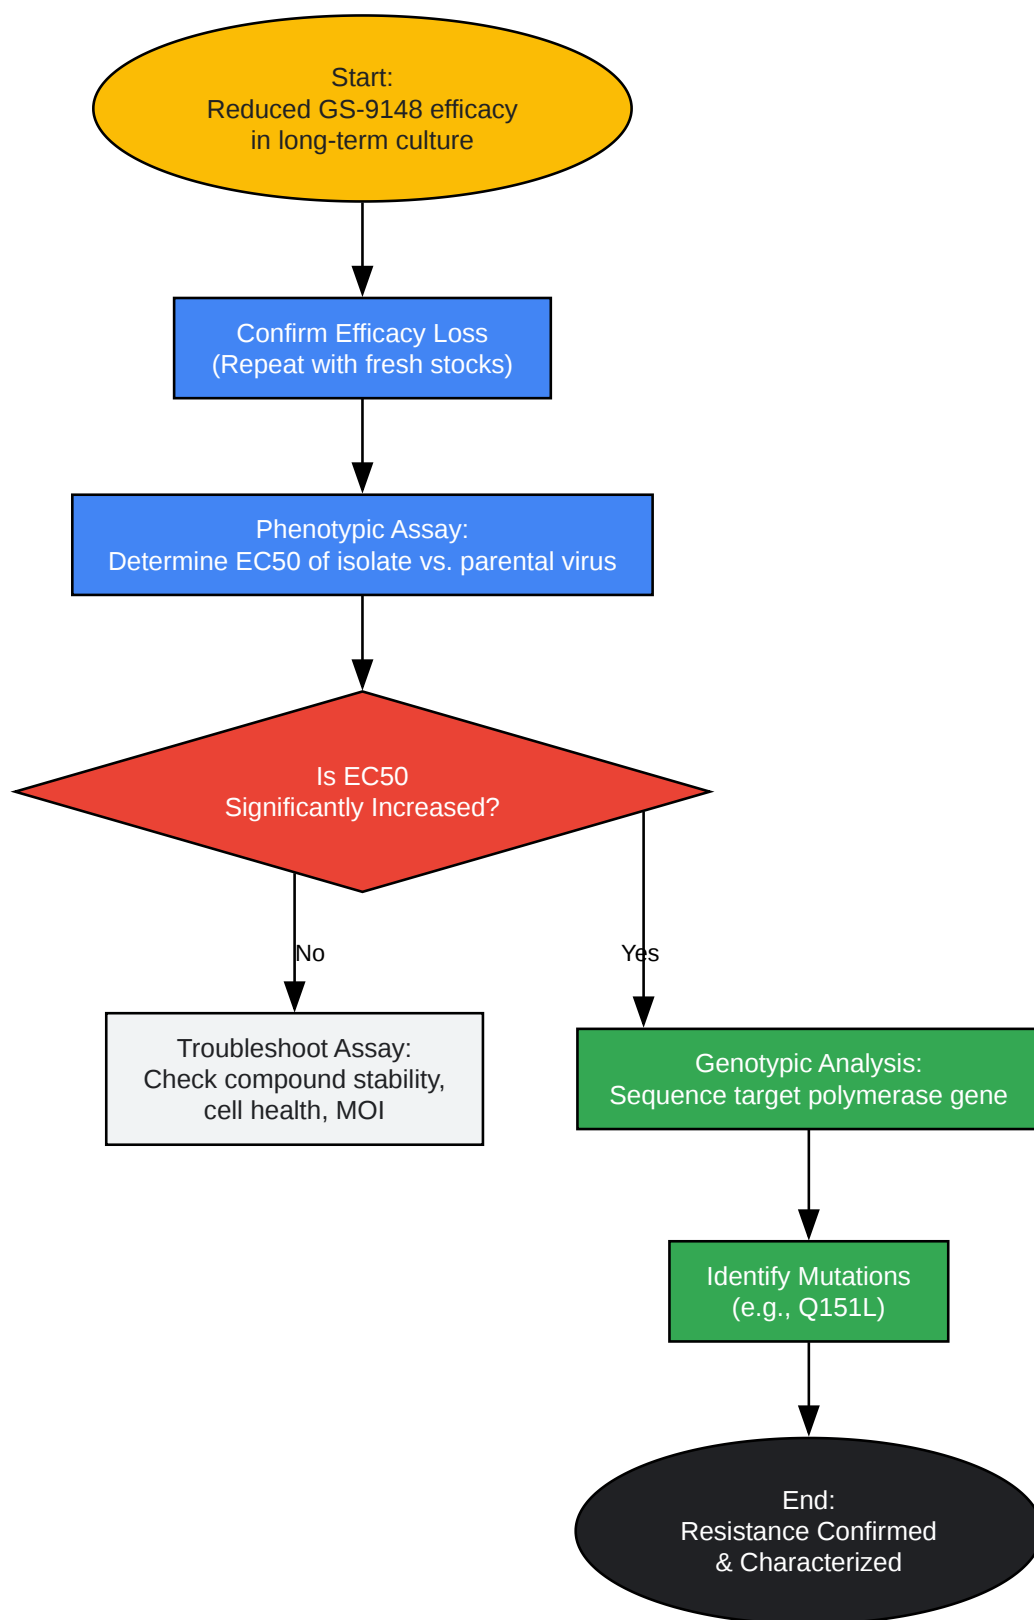 Start:
Reduced GS-9148 efficacy
in long-term culture
Confirm Efficacy Loss
(Repeat with fresh stocks)
Phenotypic Assay:
Determine EC50 of isolate vs. parental virus
Is EC50
Significantly Increased?
No
Yes
Troubleshoot Assay:
Check compound stability,
cell health, MOI
Genotypic Analysis:
Sequence target polymerase gene
Identify Mutations
(e.g., Q151L)
End:
Resistance Confirmed
& Characterized